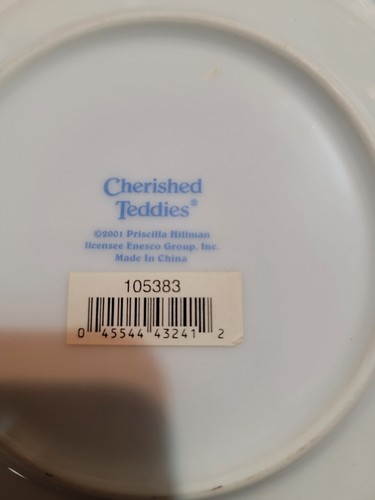 Cherished
Teddies®
©2001 Priscilla Hillman
licensee Enesco Group, Inc.
Made In China
105383
0 45544 43241 2